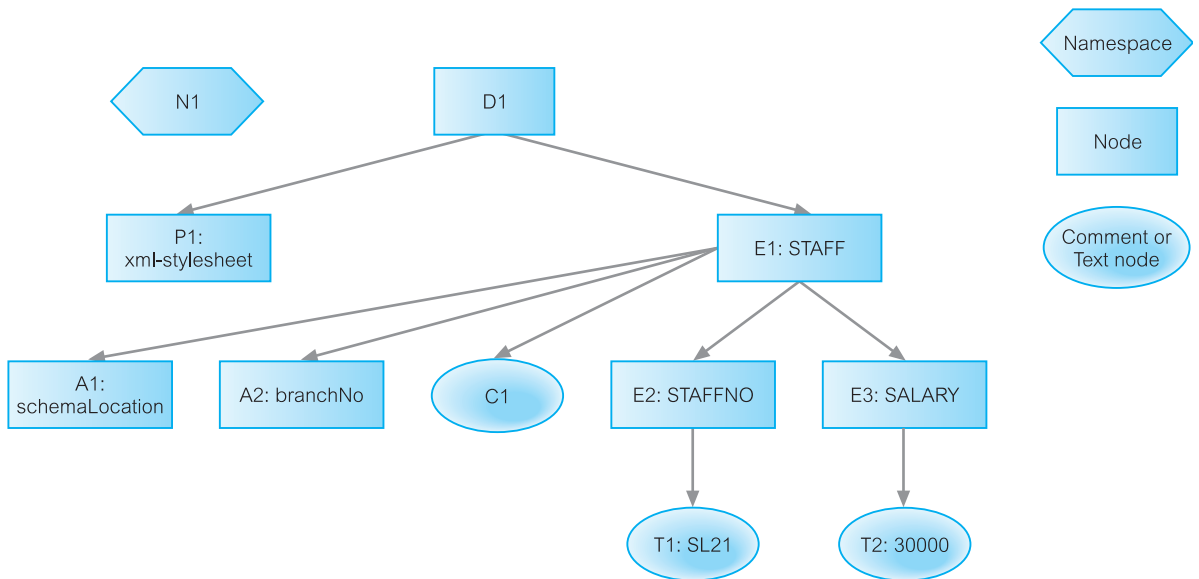 Namespace
N1
D1
Node
P1:
xml-stylesheet
E1: STAFF
Comment or
Text node
A1:
schemaLocation
A2: branchNo
C1
E2: STAFFNO
E3: SALARY
T1: SL21
T2: 30000